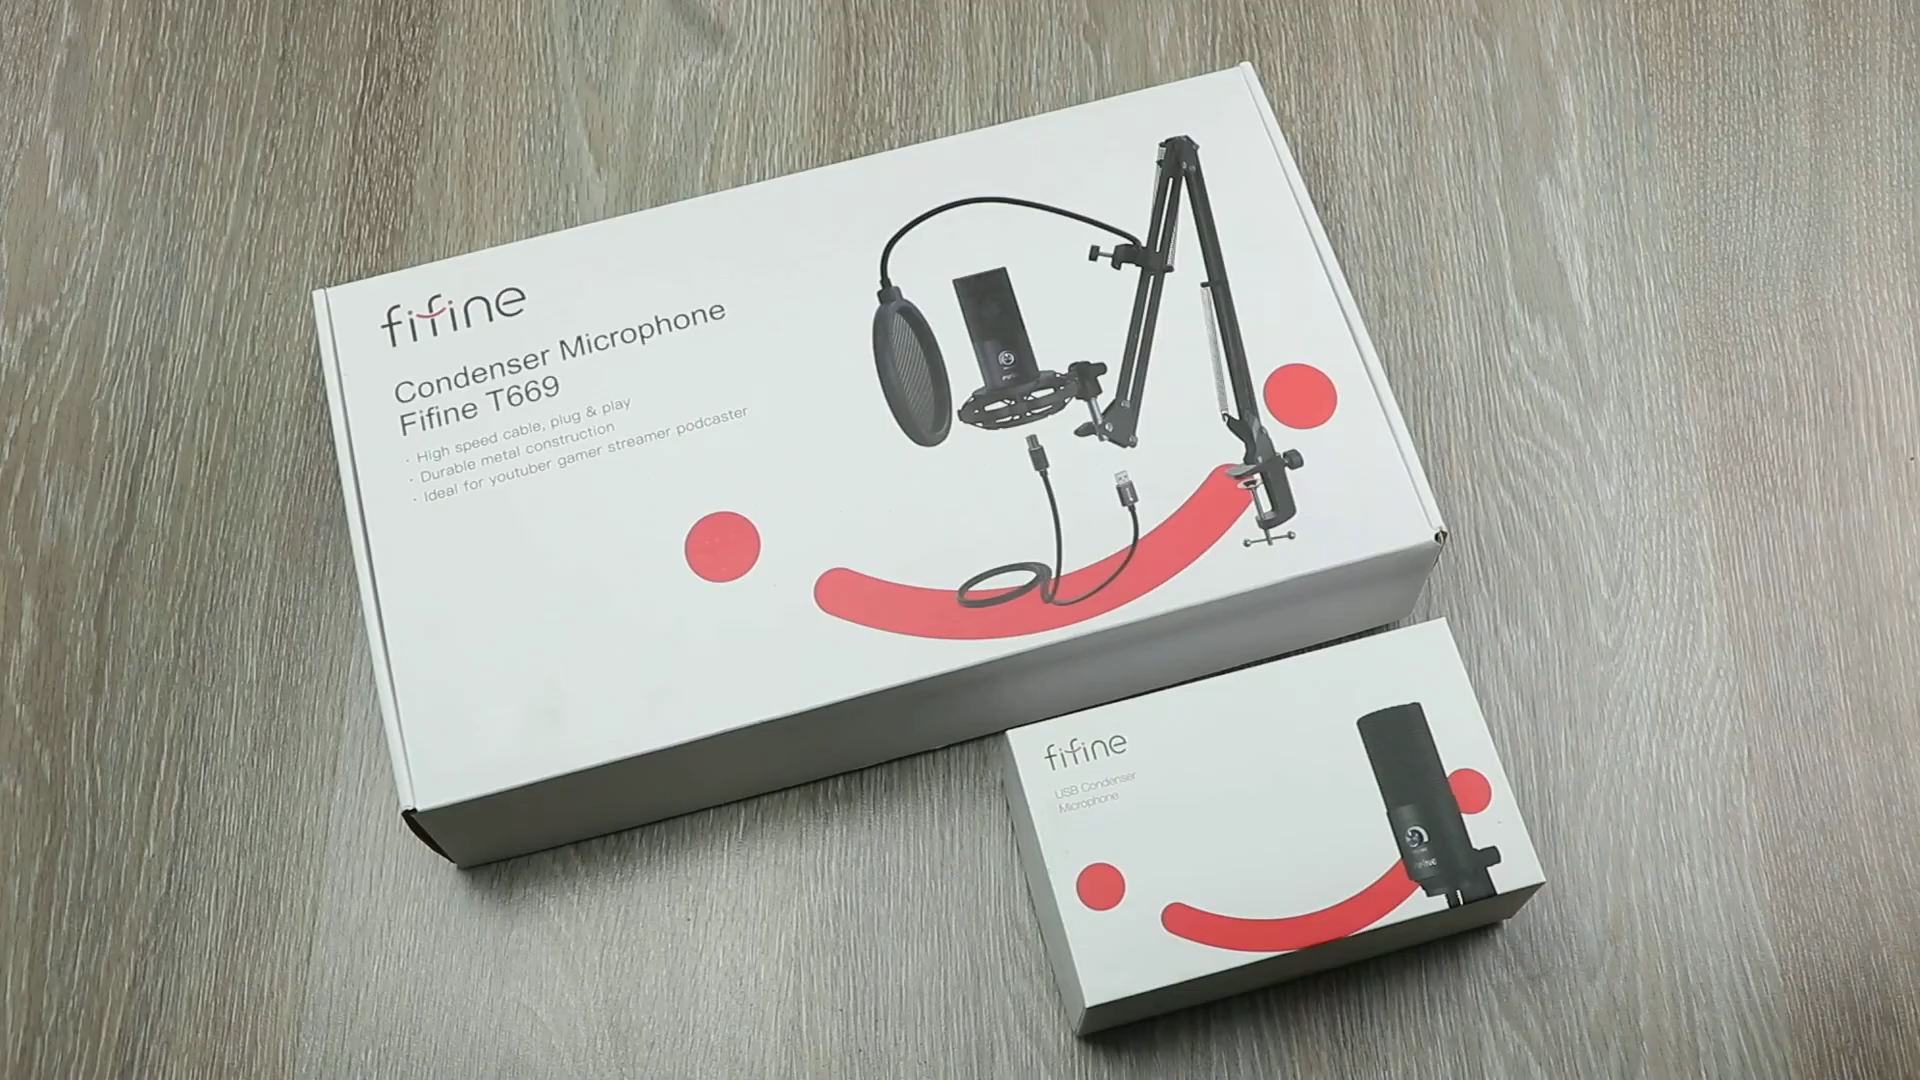 fifine
Condenser Microphone
Fifine T669
· High speed cable, plug & play
· Durable metal construction
· Ideal for youtuber gamer streamer podcaster
fifine
USB Condenser
Microphone